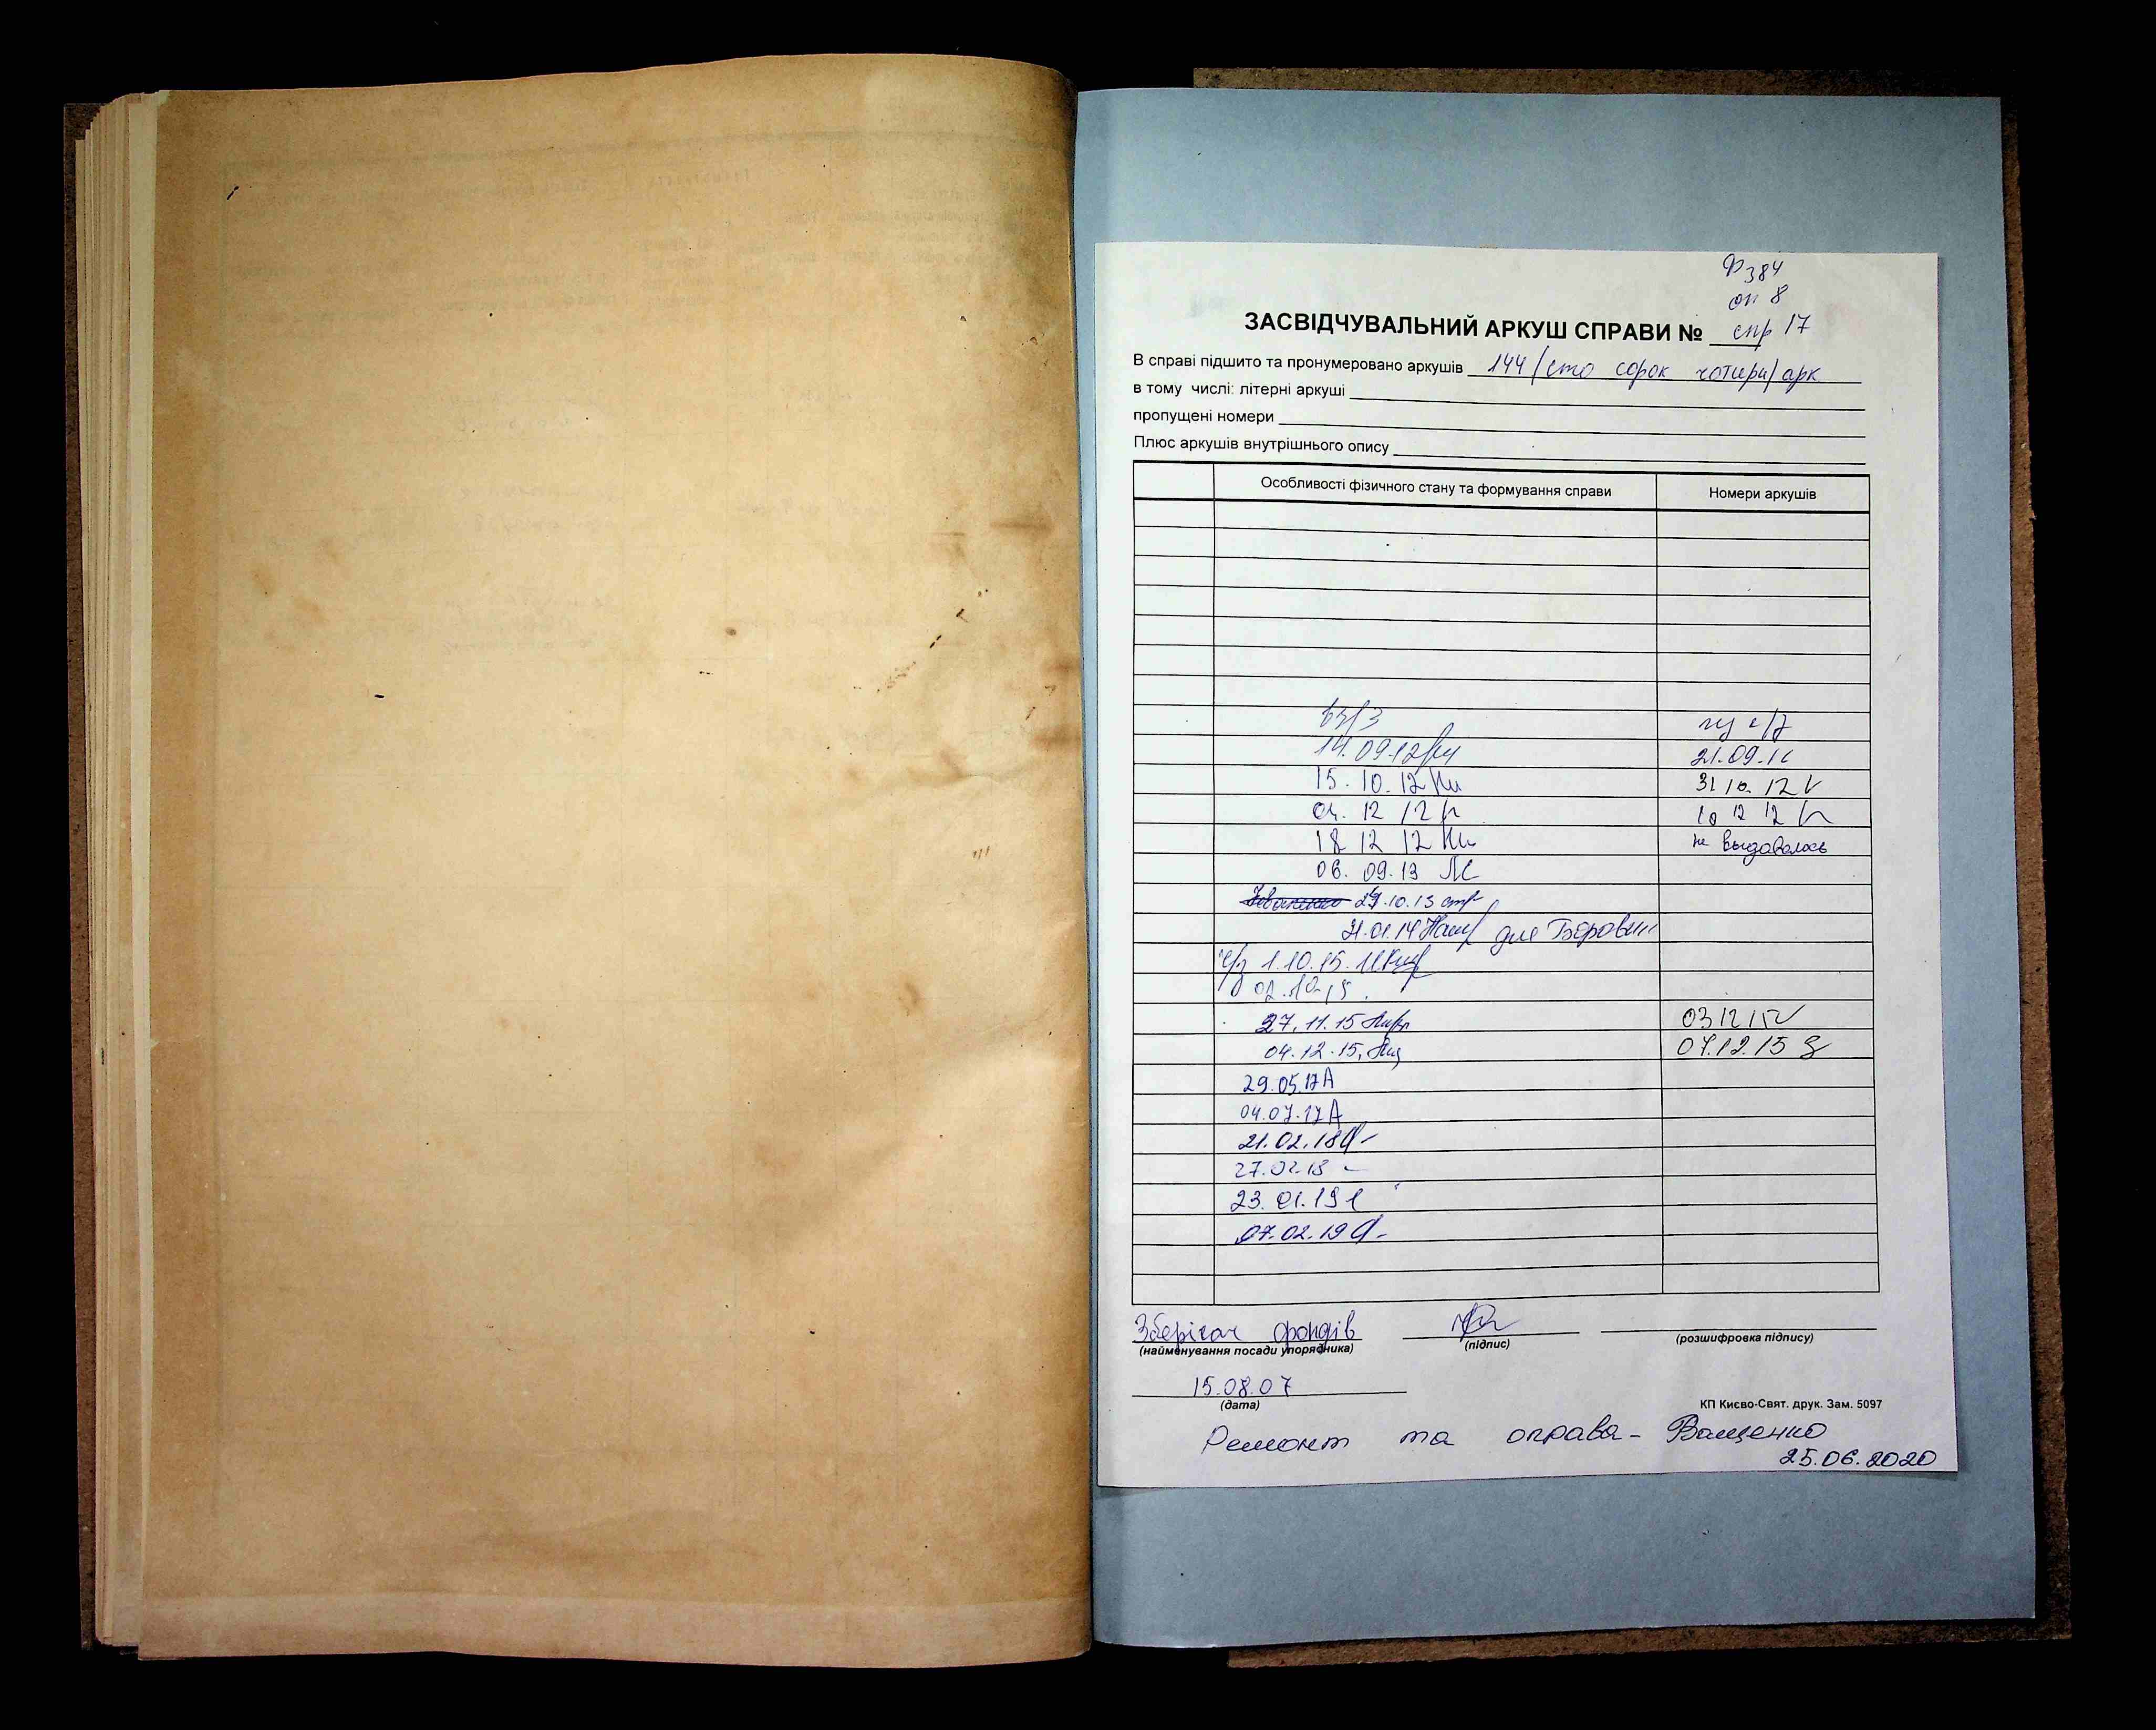 Ф 384
оп 8
ЗАСВІДЧУВАЛЬНИЙ АРКУШ СПРАВИ № спр 17
В справі підшито та пронумеровано аркушів 144 /сто сорок чотири/ арк
в тому числі: літерні аркуші
пропущені номери
Плюс аркушів внутрішнього опису
Особливості фізичного стану та формування справи Номери аркушів
14.09.12 21.09.12
15.10.12 31 10. 12
04. 12 12 10 12 12
18 12 12 не выдавалось
06. 09.13 ЛС
29.10.13
21.01.14 для
ч/з 1.10.15.
02.10.15.
27.11.15 03 12 15
04.12.15, 07.12.15
29.05.17 А
04.07.17 А
21.02.18
27.02.18
23.01.19
07.02.19
Зберігач фондів
(найменування посади упорядника) (підпис) (розшифровка підпису)
15.08.07
(дата) КП Києво-Свят. друк. Зам. 5097
Ремонт та оправа - Ващенко
25.06.2020